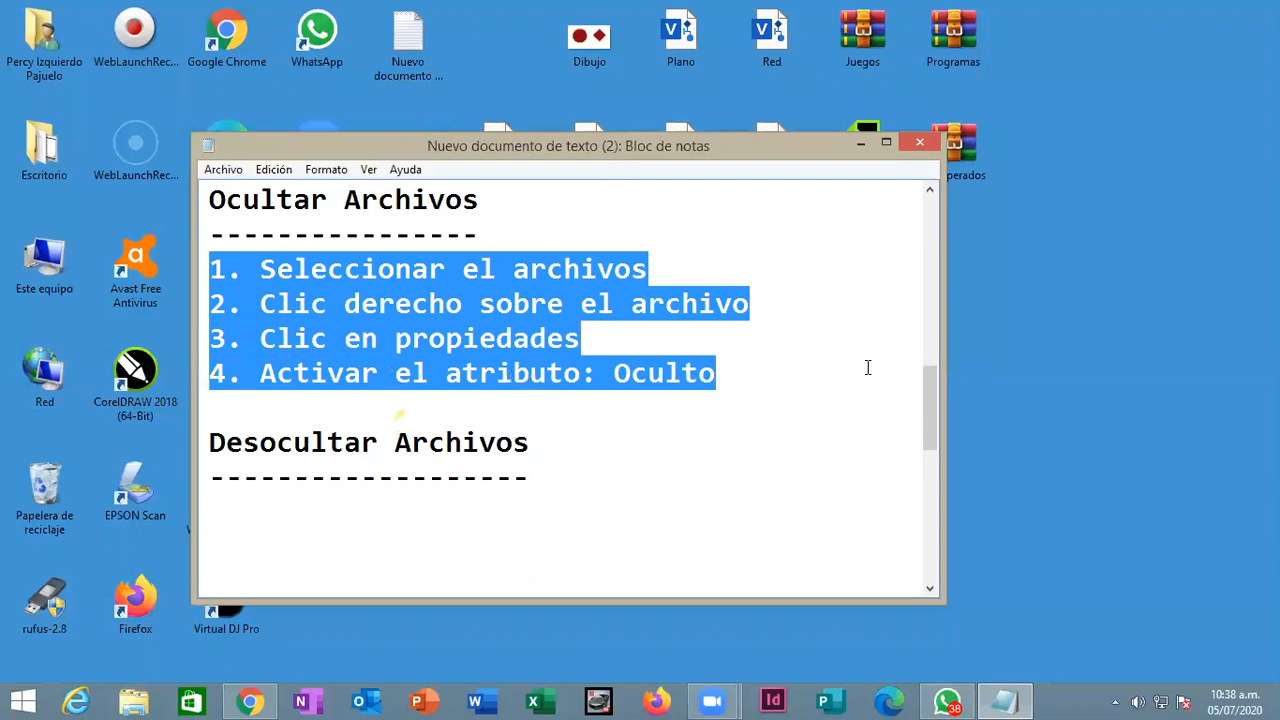 Percy Izquierdo
Pajuelo
WebLaunchRec...
Google Chrome
WhatsApp
Nuevo
documento ...
Dibujo
Plano
Red
Juegos
Programas
Escritorio
WebLaunchRec...
Nuevo documento de texto (2): Bloc de notas
Archivo Edición Formato Ver Ayuda
Ocultar Archivos
----------------
1. Seleccionar el archivos
2. Clic derecho sobre el archivo
3. Clic en propiedades
4. Activar el atributo: Oculto
Desocultar Archivos
-------------------
Este equipo
Avast Free
Antivirus
Red
CorelDRAW 2018
(64-Bit)
Papelera de
reciclaje
EPSON Scan
rufus-2.8
Firefox
Virtual DJ Pro
38
10:38 a.m.
05/07/2020